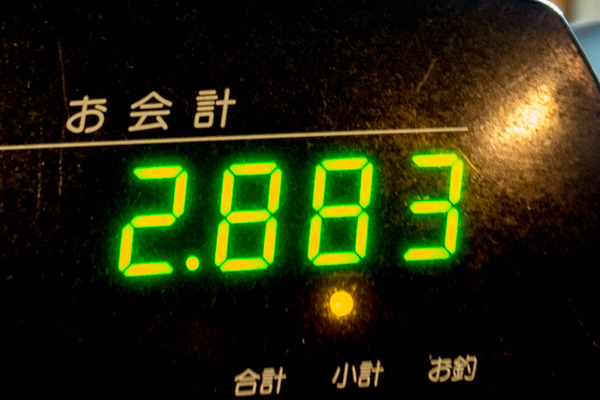 お会計
2.883
合計 小計 お釣